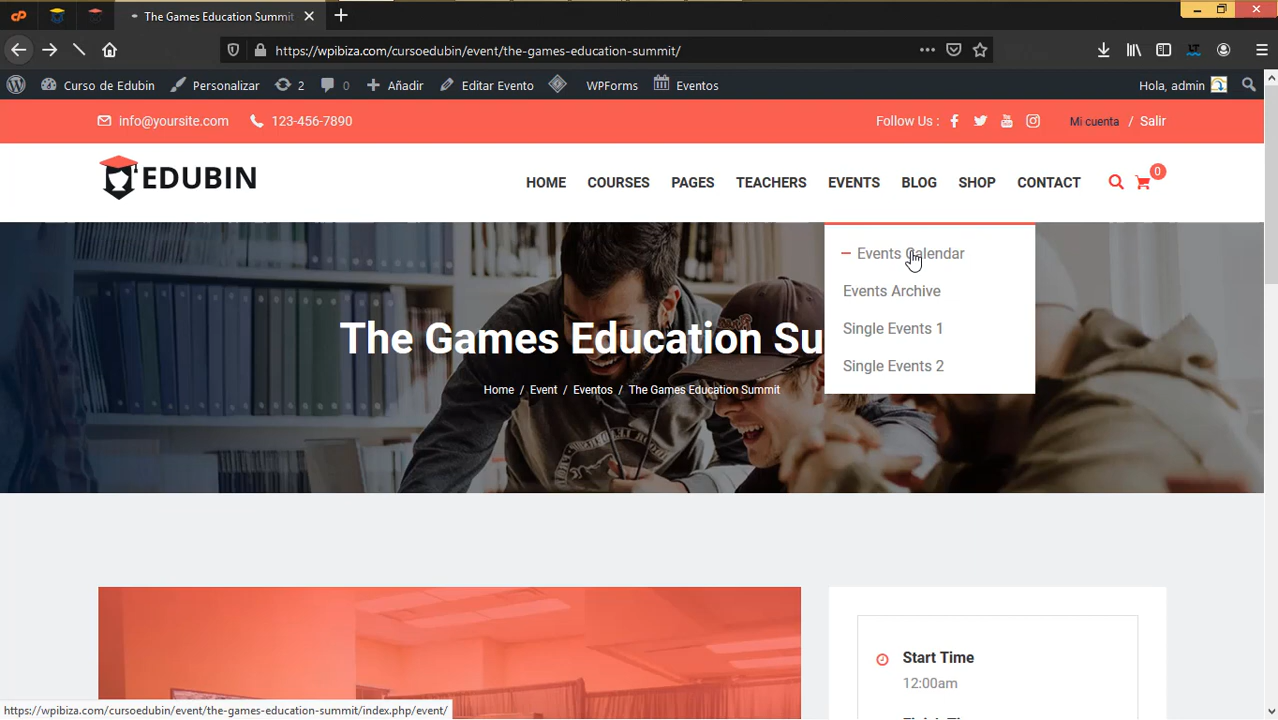 The Games Education Summit
https://wpibiza.com/cursoedubin/event/the-games-education-summit/
Curso de Edubin Personalizar 2 0 Añadir Editar Evento WPForms Eventos Hola, admin
info@yoursite.com 123-456-7890 Follow Us : Mi cuenta / Salir
EDUBIN HOME COURSES PAGES TEACHERS EVENTS BLOG SHOP CONTACT 0
Events Calendar
Events Archive
Single Events 1
Single Events 2
The Games Education Su
Home / Event / Eventos / The Games Education Summit
Start Time
12:00am
https://wpibiza.com/cursoedubin/event/the-games-education-summit/index.php/event/